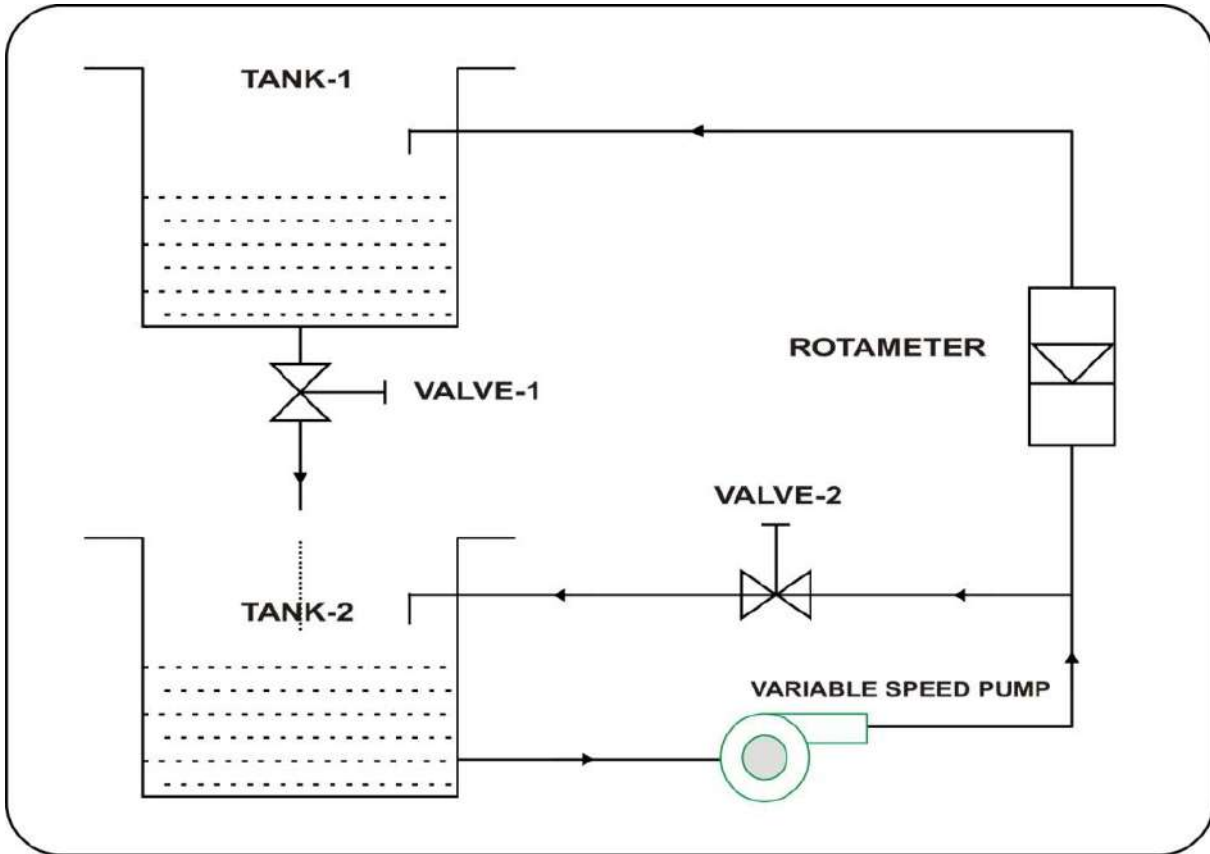 TANK-1
ROTAMETER
VALVE-1
VALVE-2
TANK-2
VARIABLE SPEED PUMP